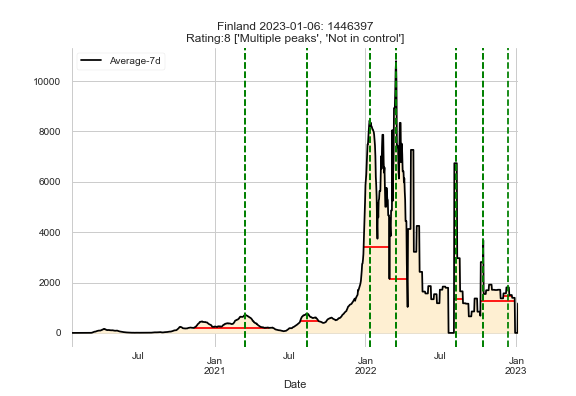 Finland 2023-01-06: 1446397
Rating:8 ['Multiple peaks', 'Not in control']
Average-7d
10000
8000
6000
4000
2000
0
Jul
Jan
2021
Jul
Jan
2022
Jul
Jan
2023
Date